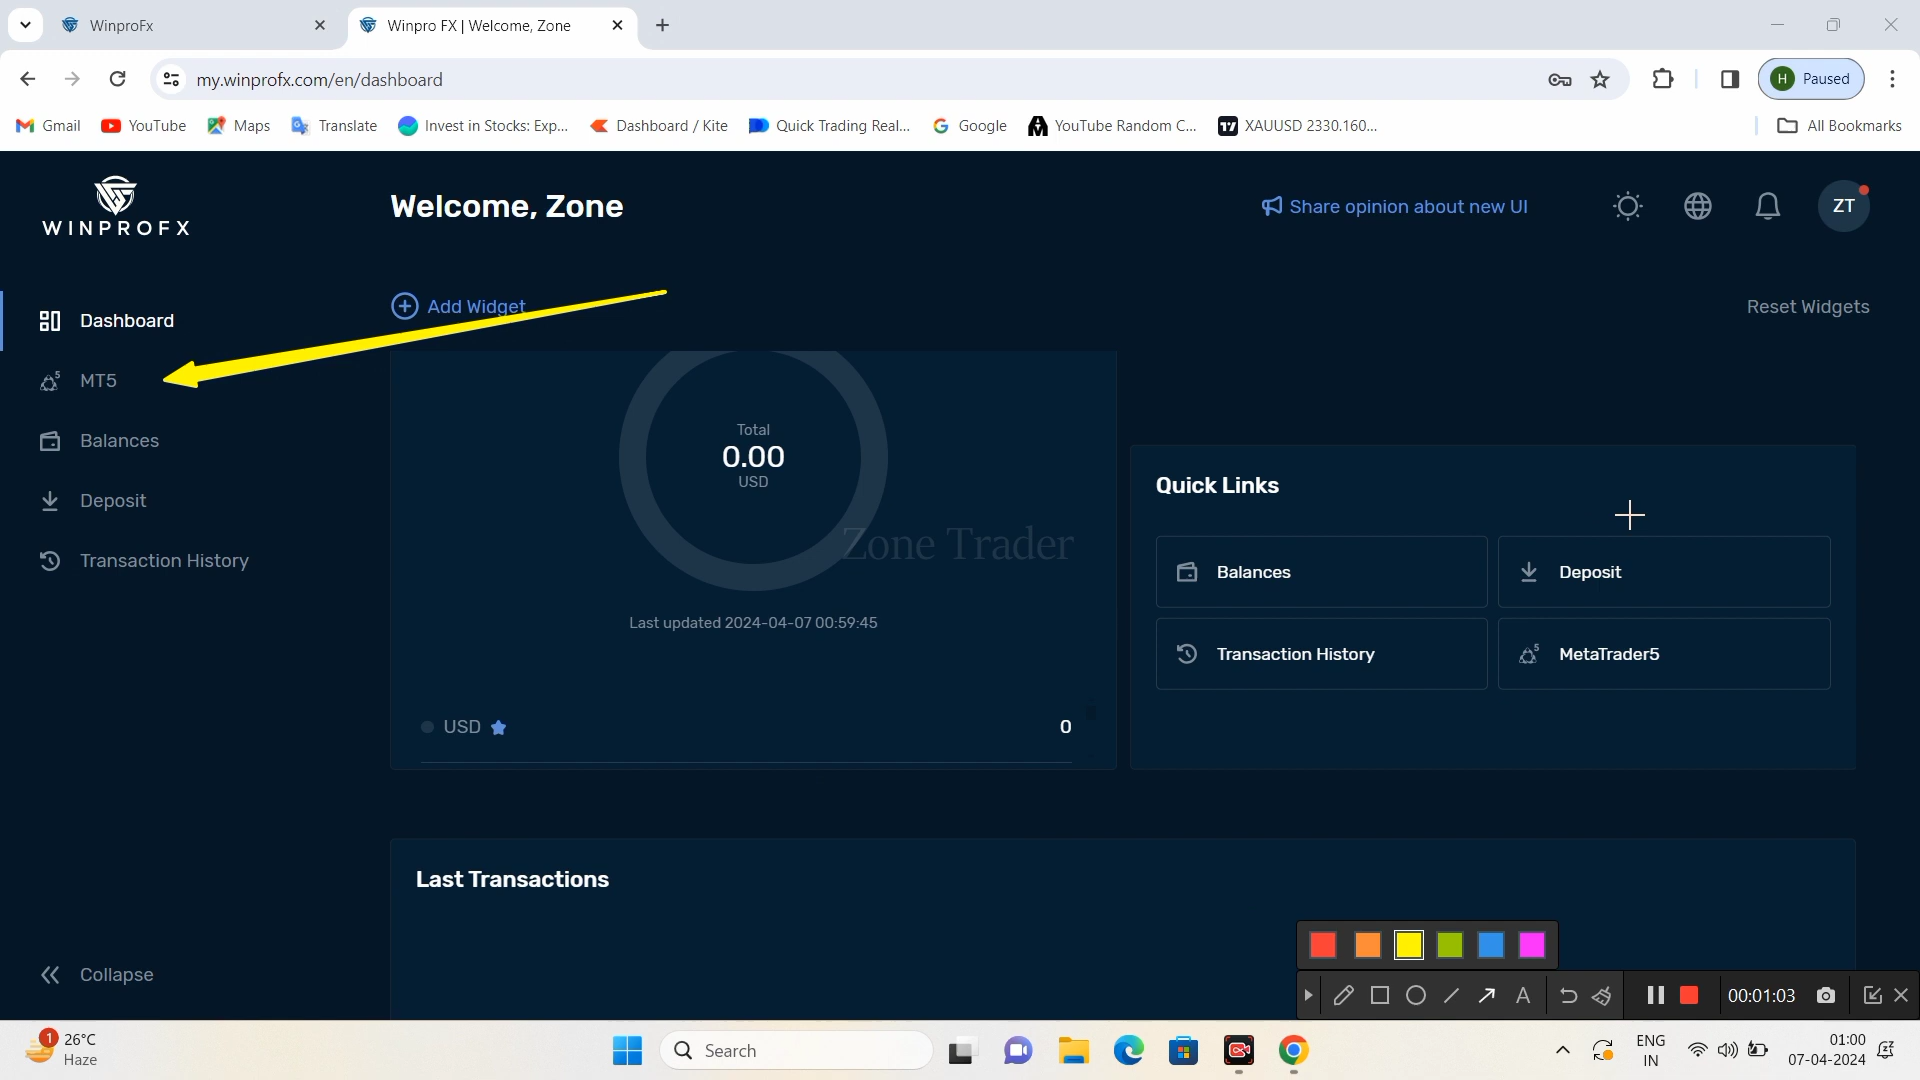 WinproFx
Winpro FX | Welcome, Zone
my.winprofx.com/en/dashboard
H Paused
Gmail YouTube Maps Translate Invest in Stocks: Exp... Dashboard / Kite Quick Trading Real... Google YouTube Random C... XAUUSD 2330.160... All Bookmarks
WINPROFX
Welcome, Zone
Share opinion about new UI
ZT
Dashboard
MT5
Balances
Deposit
Transaction History
Collapse
Add Widget
Reset Widgets
Total
0.00
USD
Zone Trader
Last updated 2024-04-07 00:59:45
USD 0
Quick Links
Balances
Deposit
Transaction History
MetaTrader5
Last Transactions
A
00:01:03
1
26°C
Haze
Search
ENG
IN
01:00
07-04-2024